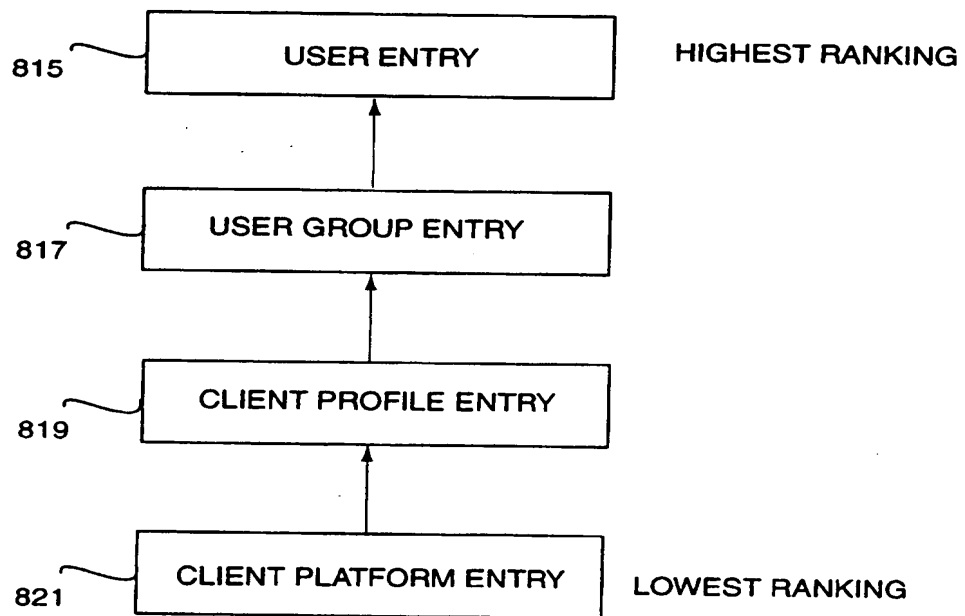 USER ENTRY
HIGHEST RANKING
815
USER GROUP ENTRY
817
CLIENT PROFILE ENTRY
819
CLIENT PLATFORM ENTRY
LOWEST RANKING
821